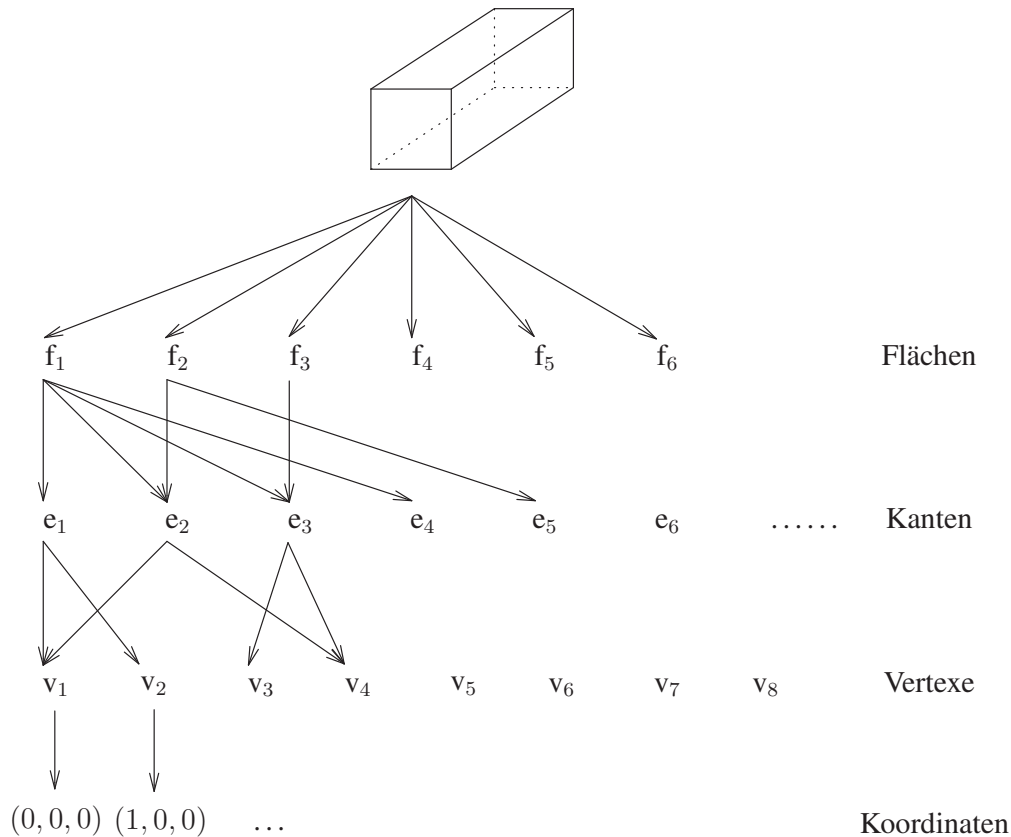 f₁ f₂ f₃ f₄ f₅ f₆ Flächen
e₁ e₂ e₃ e₄ e₅ e₆ ...... Kanten
v₁ v₂ v₃ v₄ v₅ v₆ v₇ v₈ Vertexe
(0, 0, 0) (1, 0, 0) ... Koordinaten